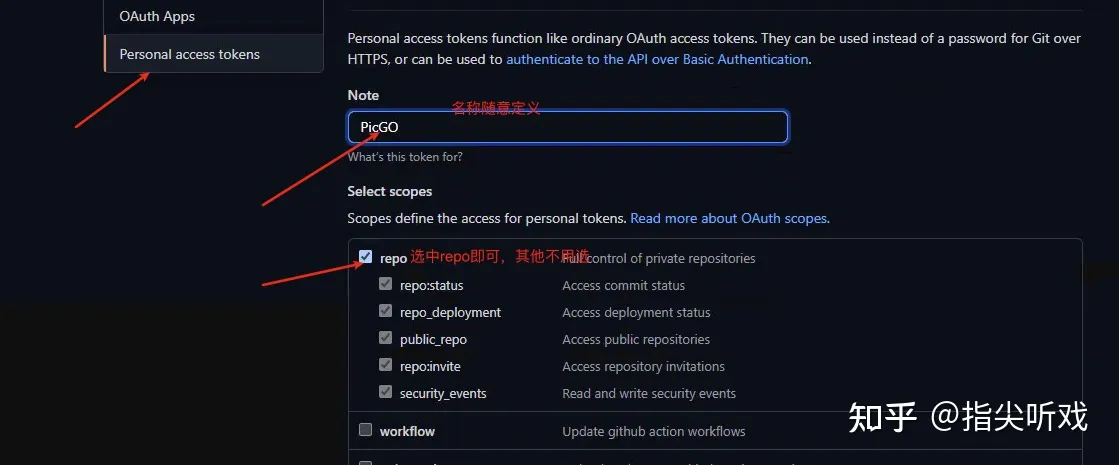 OAuth Apps
Personal access tokens
Personal access tokens function like ordinary OAuth access tokens. They can be used instead of a password for Git over
HTTPS, or can be used to authenticate to the API over Basic Authentication.
Note
名称随意定义
PicGO
What's this token for?
Select scopes
Scopes define the access for personal tokens. Read more about OAuth scopes.
repo 选中repo即可，其他不用选 Full control of private repositories
repo:status Access commit status
repo_deployment Access deployment status
public_repo Access public repositories
repo:invite Access repository invitations
security_events Read and write security events
workflow Update github action workflows
知乎 @指尖听戏